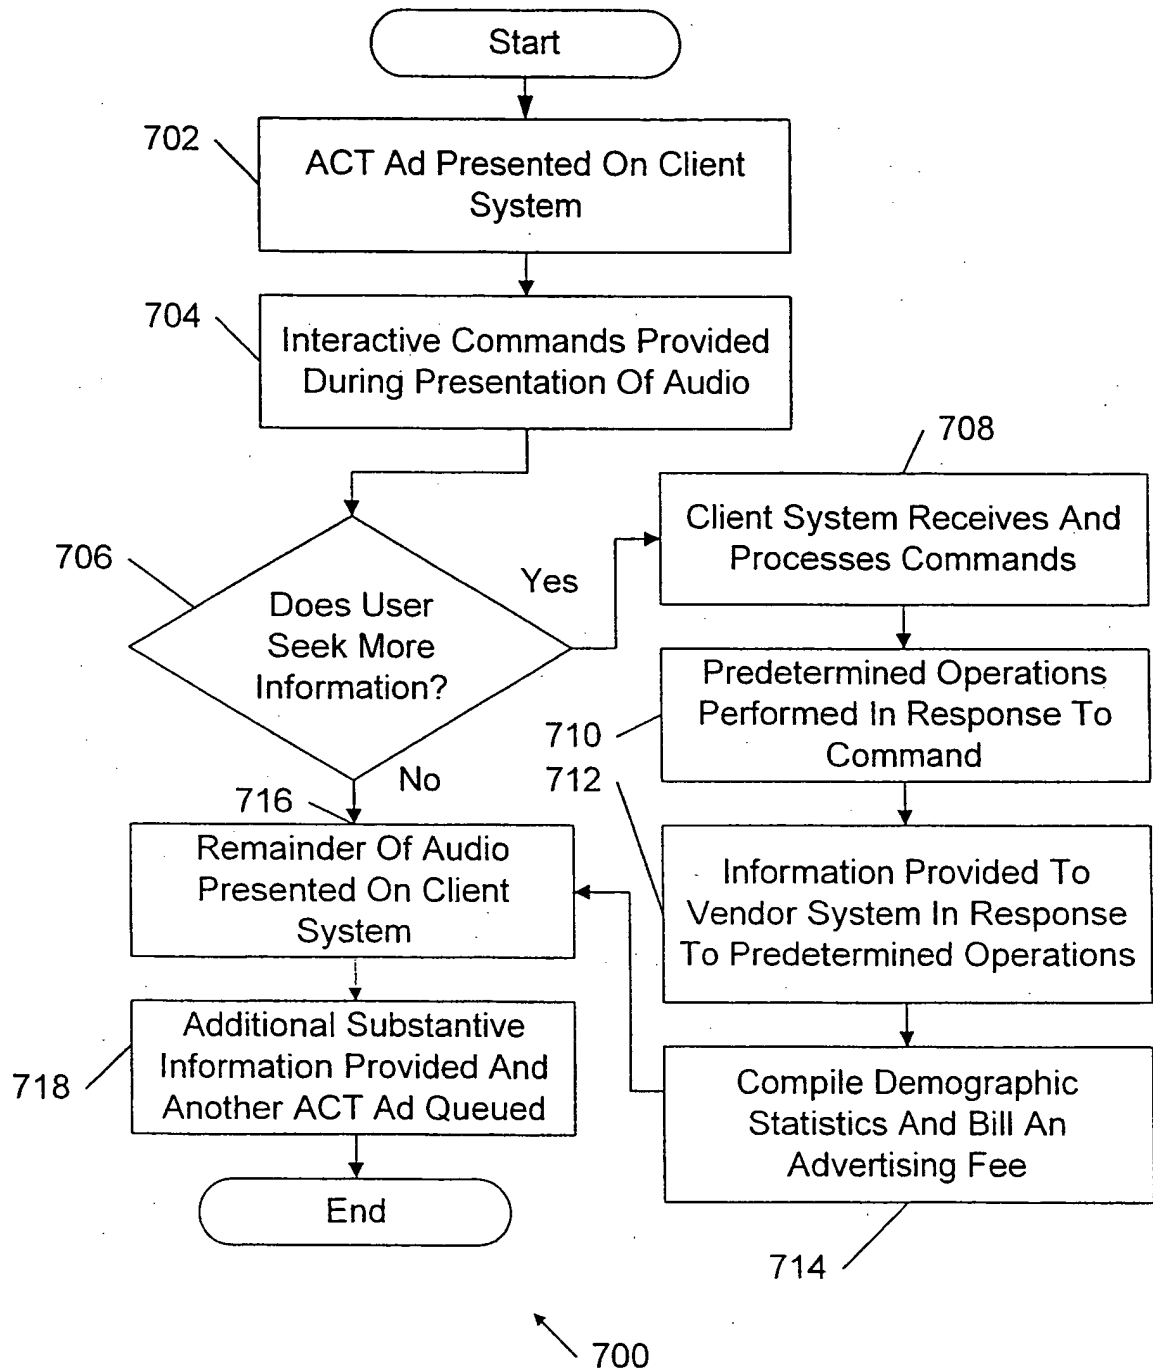 Start
702
ACT Ad Presented On Client
System
704
Interactive Commands Provided
During Presentation Of Audio
706
Does User
Seek More
Information?
Yes
No
708
Client System Receives And
Processes Commands
710
Predetermined Operations
Performed In Response To
Command
712
Information Provided To
Vendor System In Response
To Predetermined Operations
Compile Demographic
Statistics And Bill An
Advertising Fee
714
716
Remainder Of Audio
Presented On Client
System
718
Additional Substantive
Information Provided And
Another ACT Ad Queued
End
700